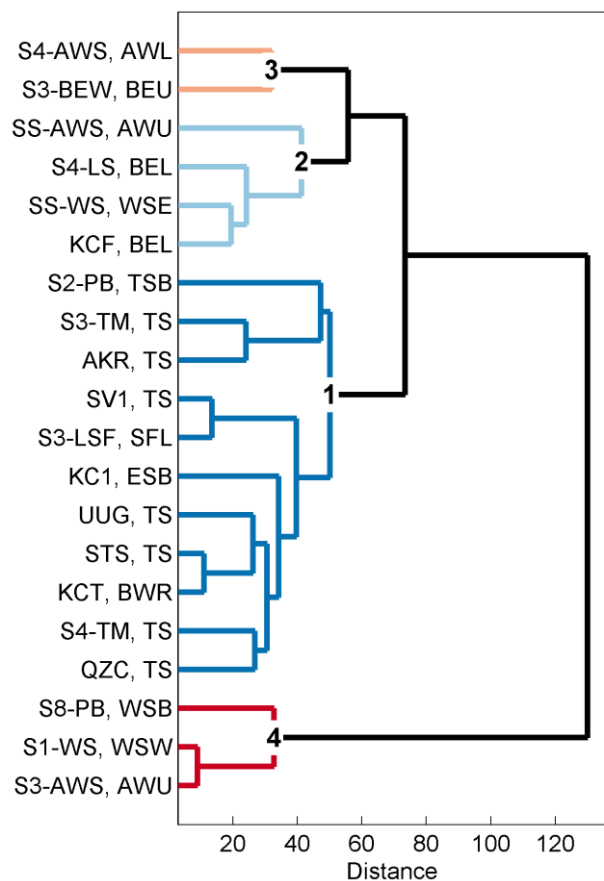 S4-AWS, AWL
3
S3-BEW, BEU
SS-AWS, AWU
2
S4-LS, BEL
SS-WS, WSE
KCF, BEL
S2-PB, TSB
S3-TM, TS
AKR, TS
1
SV1, TS
S3-LSF, SFL
KC1, ESB
UUG, TS
STS, TS
KCT, BWR
S4-TM, TS
QZC, TS
S8-PB, WSB
4
S1-WS, WSW
S3-AWS, AWU
20 40 60 80 100 120
Distance